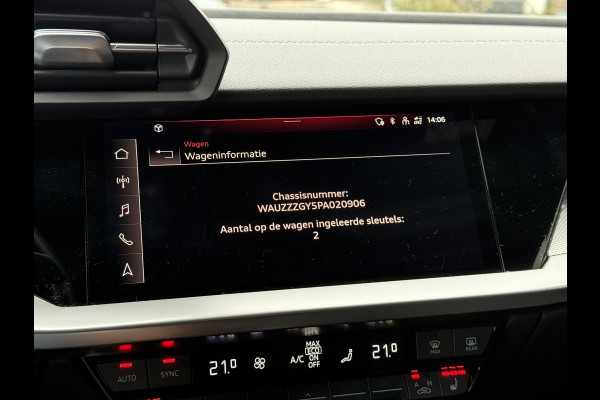 14:06
Wagen
Wageninformatie
Chassisnummer:
WAUZZZGY5PA020906
Aantal op de wagen ingeleerde sleutels:
2
21.0
A/C
MAX
ECO
ON
OFF
21.0
MAX
REAR
AUTO
SYNC
A
M